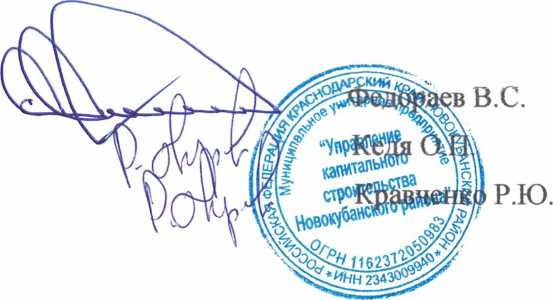 Федораев В.С.
Кедя О.П.
Кравченко Р.Ю.
РОССИЙСКАЯ ФЕДЕРАЦИЯ КРАСНОДАРСКИЙ КРАЙ НОВОКУБАНСКИЙ РАЙОН
Муниципальное унитарное предприятие
"Управление
капитального
строительства
Новокубанского района
ОГРН 1162372050983
* ИНН 2343009940 *